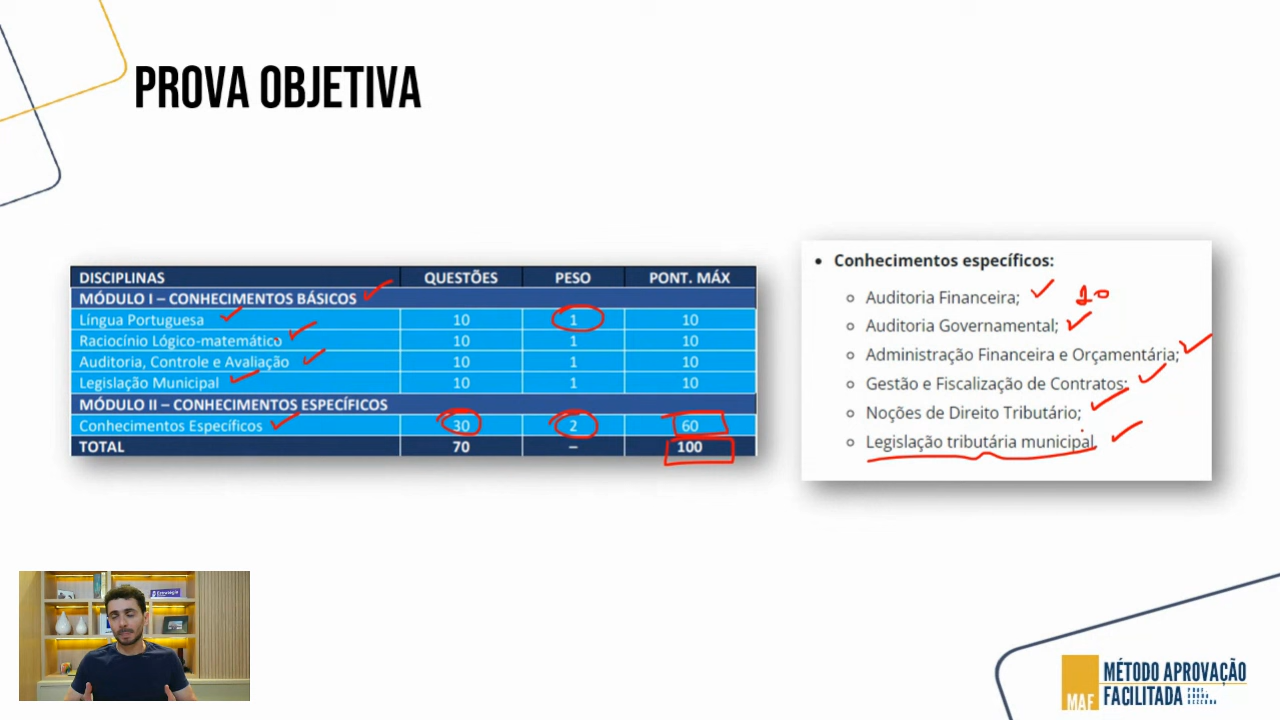 PROVA OBJETIVA
DISCIPLINAS QUESTÕES PESO PONT. MÁX
MÓDULO I – CONHECIMENTOS BÁSICOS
Língua Portuguesa 10 1 10
Raciocínio Lógico-matemático 10 1 10
Auditoria, Controle e Avaliação 10 1 10
Legislação Municipal 10 1 10
MÓDULO II – CONHECIMENTOS ESPECÍFICOS
Conhecimentos Específicos 30 2 60
TOTAL 70 – 100
• Conhecimentos específicos:
Auditoria Financeira; 10
Auditoria Governamental;
Administração Financeira e Orçamentária;
Gestão e Fiscalização de Contratos;
Noções de Direito Tributário;
Legislação tributária municipal
Estratégia
MAF
MÉTODO APROVAÇÃO
FACILITADA